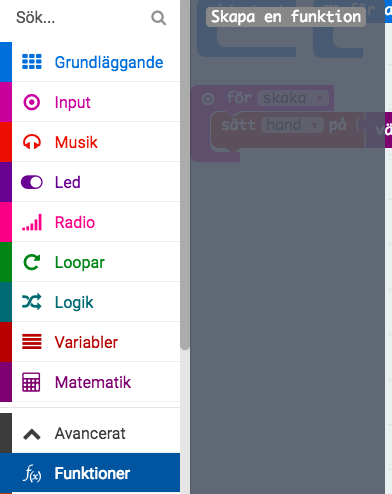 Sök...
Grundläggande
Input
Musik
Led
Radio
Loopar
Logik
Variabler
Matematik
Avancerat
Funktioner
Skapa en funktion
för skaka
sätt hand på